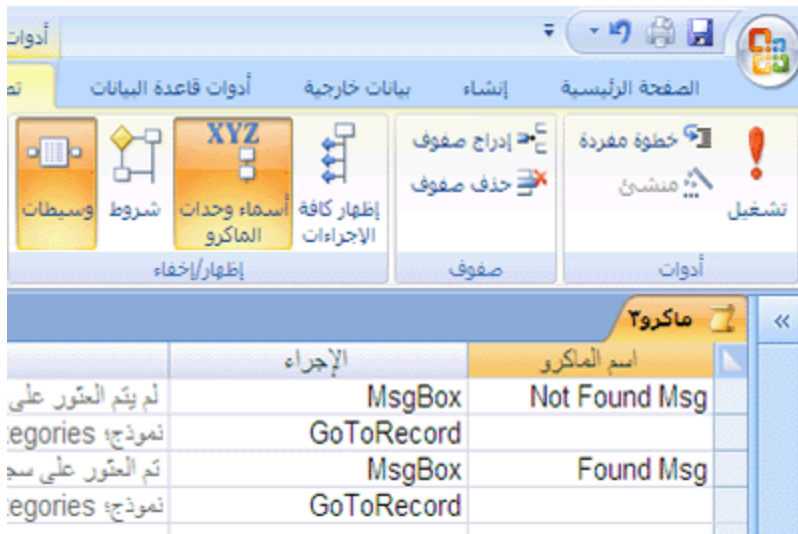 أدوات
الصفحة الرئيسية إنشاء بيانات خارجية أدوات قاعدة البيانات
تشغيل
خطوة مفردة
منشئ
أدوات
إدراج صفوف
حذف صفوف
صفوف
إظهار كافة
الإجراءات
XYZ
أسماء وحدات
الماكرو
شروط
وسيطات
إظهار/إخفاء
ماكرو٣
اسم الماكرو الإجراء
Not Found Msg MsgBox لم يتم العثور على
GoToRecord نموذج؛ egories
Found Msg MsgBox تم العثور على سج
GoToRecord نموذج؛ egories